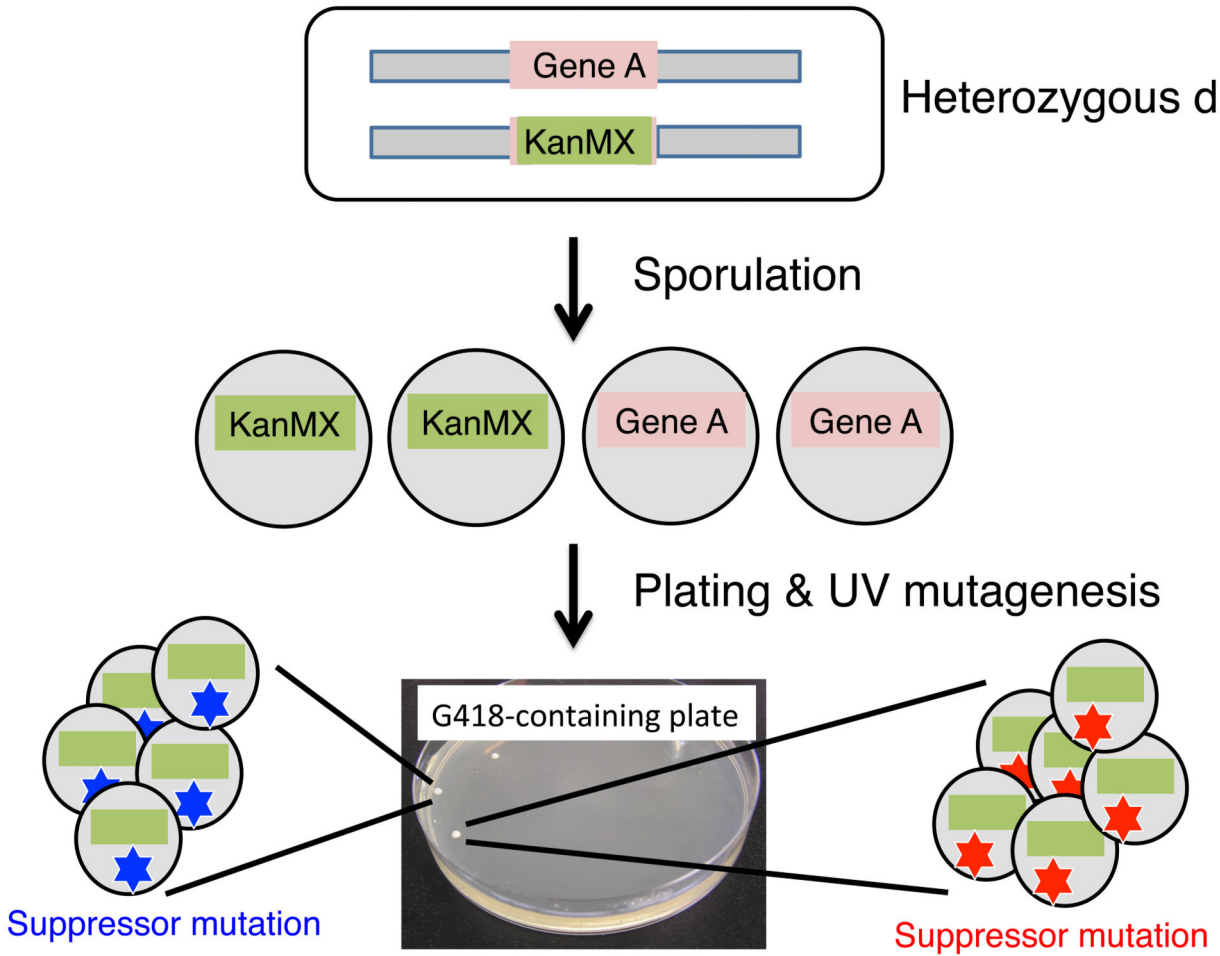 Gene A
KanMX
Heterozygous d
Sporulation
KanMX
KanMX
Gene A
Gene A
Plating & UV mutagenesis
G418-containing plate
Suppressor mutation
Suppressor mutation